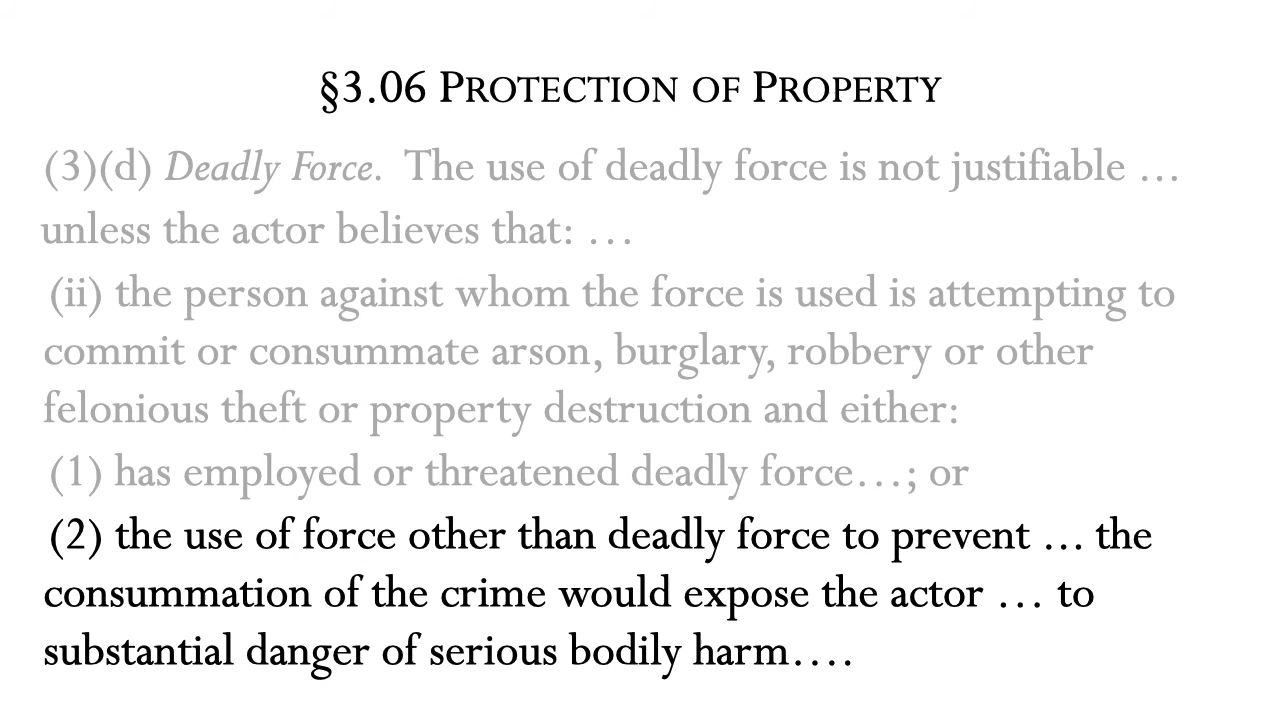 §3.06 PROTECTION OF PROPERTY
(3)(d) Deadly Force. The use of deadly force is not justifiable …
unless the actor believes that: …
(ii) the person against whom the force is used is attempting to
commit or consummate arson, burglary, robbery or other
felonious theft or property destruction and either:
(1) has employed or threatened deadly force…; or
(2) the use of force other than deadly force to prevent … the
consummation of the crime would expose the actor … to
substantial danger of serious bodily harm….